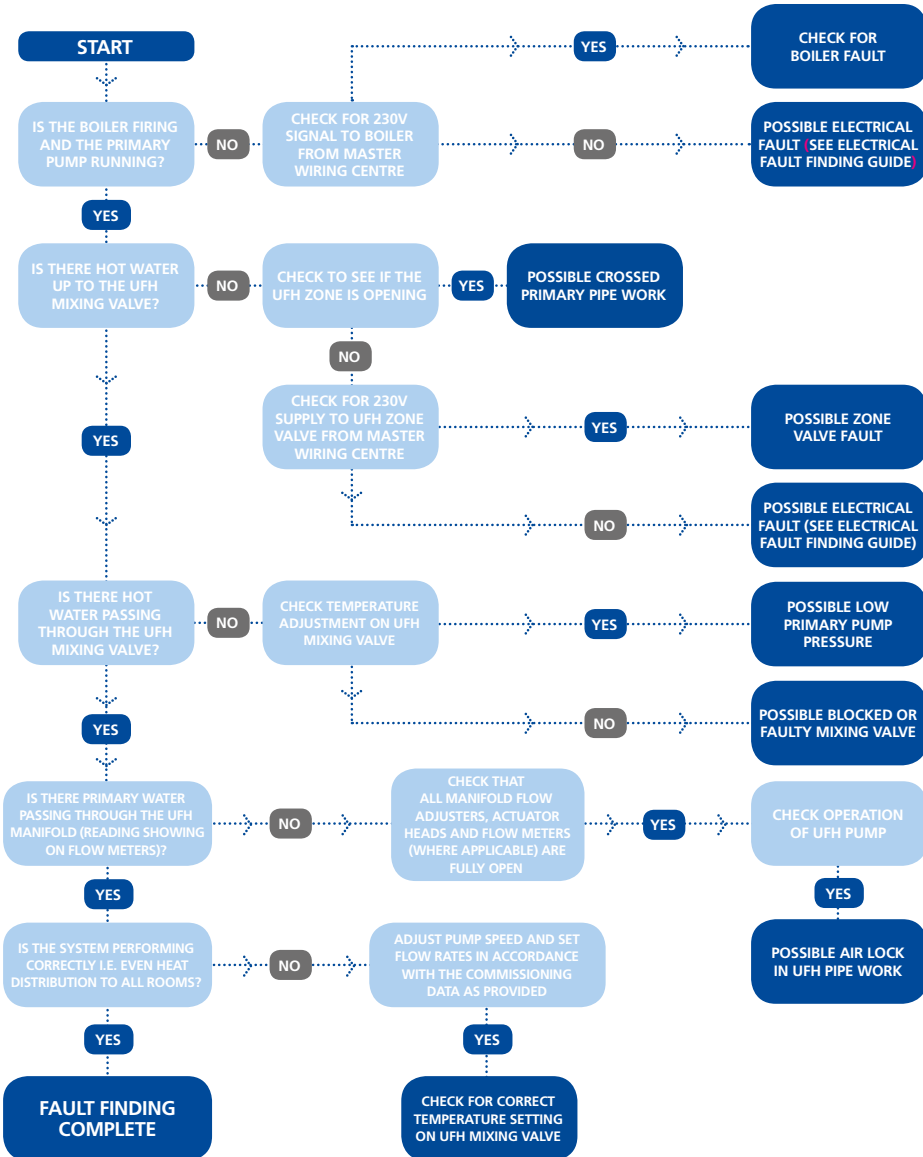 START
YES
CHECK FOR
BOILER FAULT
IS THE BOILER FIRING
AND THE PRIMARY
PUMP RUNNING?
NO
CHECK FOR 230V
SIGNAL TO BOILER
FROM MASTER
WIRING CENTRE
NO
POSSIBLE ELECTRICAL
FAULT (SEE ELECTRICAL
FAULT FINDING GUIDE)
YES
IS THERE HOT WATER
UP TO THE UFH
MIXING VALVE?
NO
CHECK TO SEE IF THE
UFH ZONE IS OPENING
YES
POSSIBLE CROSSED
PRIMARY PIPE WORK
NO
YES
CHECK FOR 230V
SUPPLY TO UFH ZONE
VALVE FROM MASTER
WIRING CENTRE
YES
POSSIBLE ZONE
VALVE FAULT
NO
POSSIBLE ELECTRICAL
FAULT (SEE ELECTRICAL
FAULT FINDING GUIDE)
IS THERE HOT
WATER PASSING
THROUGH THE UFH
MIXING VALVE?
NO
CHECK TEMPERATURE
ADJUSTMENT ON UFH
MIXING VALVE
YES
POSSIBLE LOW
PRIMARY PUMP
PRESSURE
NO
POSSIBLE BLOCKED OR
FAULTY MIXING VALVE
YES
IS THERE PRIMARY WATER
PASSING THROUGH THE UFH
MANIFOLD (READING SHOWING
ON FLOW METERS)?
NO
CHECK THAT
ALL MANIFOLD FLOW
ADJUSTERS, ACTUATOR
HEADS AND FLOW METERS
(WHERE APPLICABLE) ARE
FULLY OPEN
YES
CHECK OPERATION
OF UFH PUMP
YES
YES
IS THE SYSTEM PERFORMING
CORRECTLY I.E. EVEN HEAT
DISTRIBUTION TO ALL ROOMS?
NO
ADJUST PUMP SPEED AND SET
FLOW RATES IN ACCORDANCE
WITH THE COMMISSIONING
DATA AS PROVIDED
POSSIBLE AIR LOCK
IN UFH PIPE WORK
YES
YES
FAULT FINDING
COMPLETE
CHECK FOR CORRECT
TEMPERATURE SETTING
ON UFH MIXING VALVE